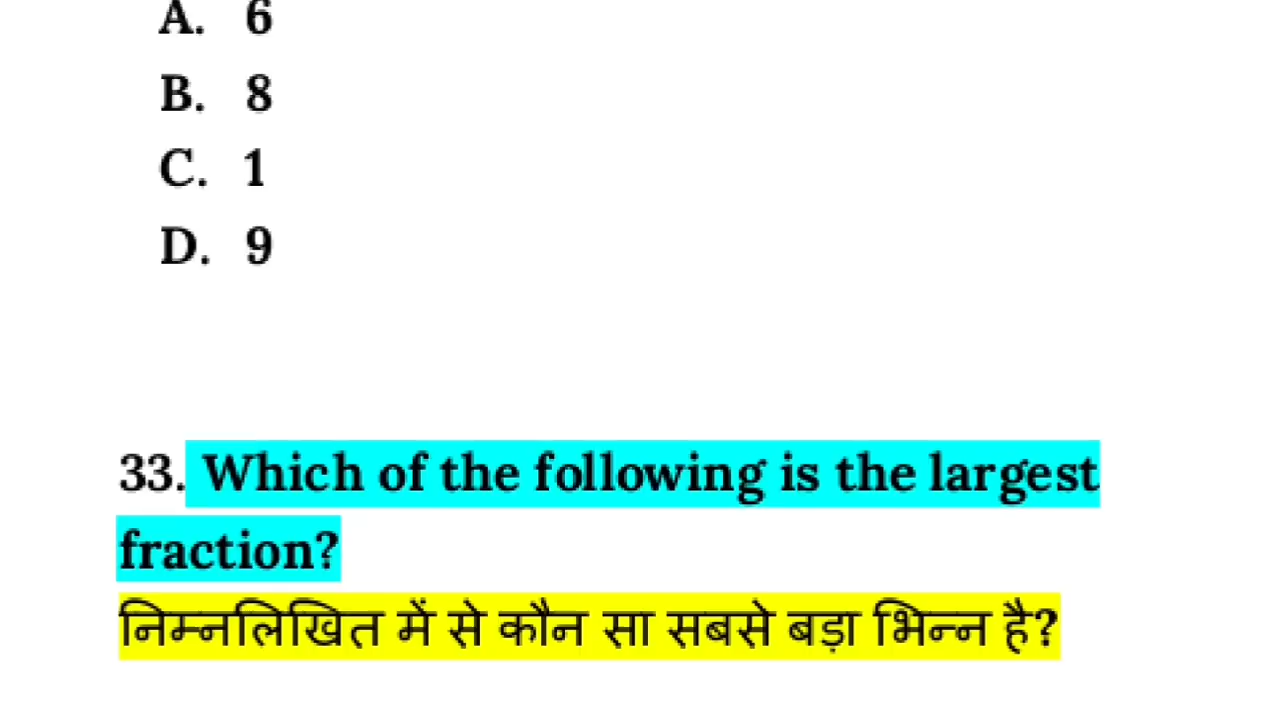 A. 6
B. 8
C. 1
D. 9
33. Which of the following is the largest
fraction?
निम्नलिखित में से कौन सा सबसे बड़ा भिन्न है?